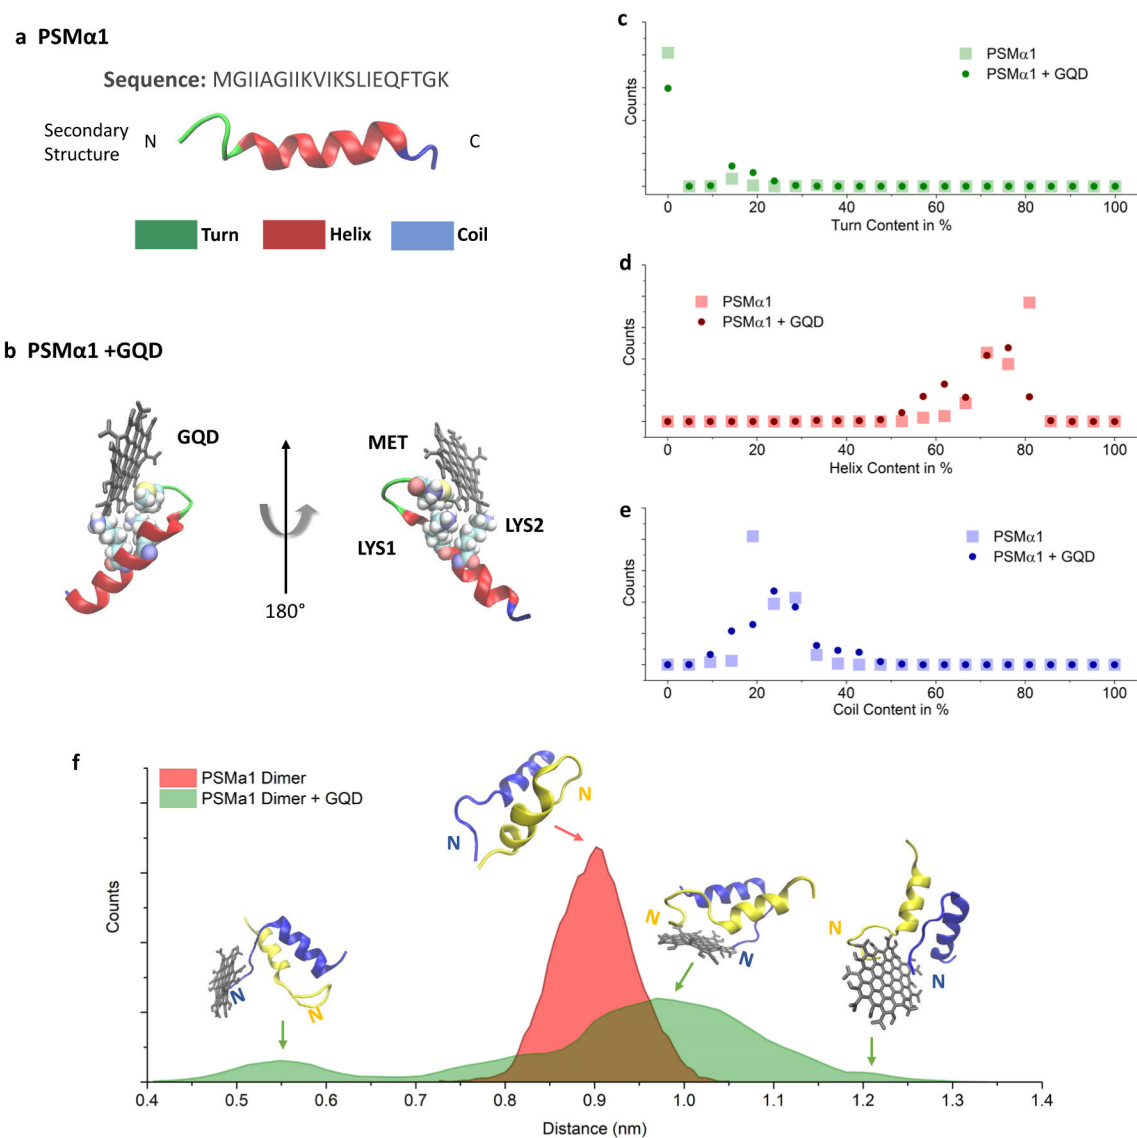 a PSMα1
Sequence: MGIIAGIIKVIKSLIEQFTGK
Secondary
Structure
N
C
Turn
Helix
Coil
b PSMα1 +GQD
GQD
MET
LYS1
LYS2
180°
c
Counts
PSMα1
PSMα1 + GQD
0 20 40 60 80 100
Turn Content in %
d
Counts
PSMα1
PSMα1 + GQD
0 20 40 60 80 100
Helix Content in %
e
Counts
PSMα1
PSMα1 + GQD
0 20 40 60 80 100
Coil Content in %
f
PSMa1 Dimer
PSMa1 Dimer + GQD
Counts
N
N
N
N
N
N
N
N
0.4 0.5 0.6 0.7 0.8 0.9 1.0 1.1 1.2 1.3 1.4
Distance (nm)